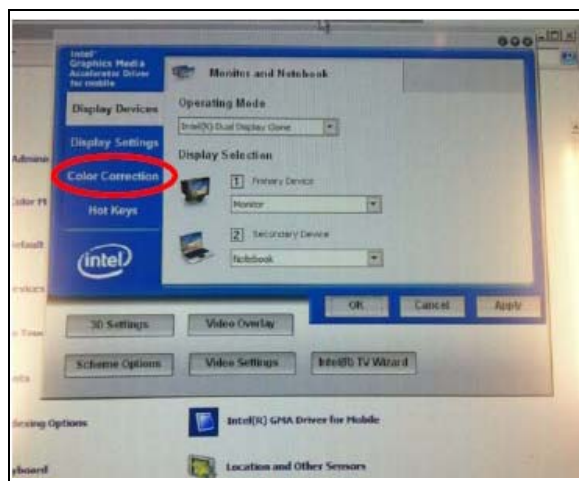 Intel®
Graphics Media
Accelerator Driver
for mobile
Monitor and Notebook
Display Devices
Operating Mode
Intel(R) Dual Display Clone
Display Settings
Display Selection
Color Correction
1 Primary Device
Monitor
Hot Keys
2 Secondary Device
Notebook
intel
OK
Cancel
Apply
3D Settings
Video Overlay
Scheme Options
Video Settings
Intel(R) TV Wizard
dexing Options
Intel(R) GMA Driver for Mobile
yboard
Location and Other Sensors